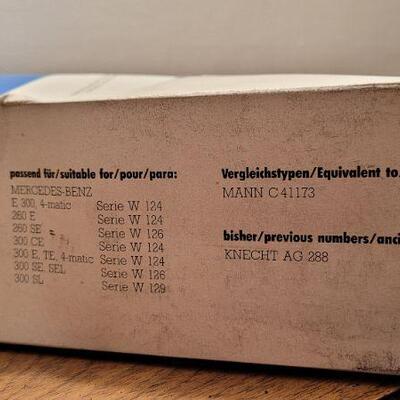 passend für/suitable for/pour/para:
MERCEDES-BENZ
E 300, 4-matic Serie W 124
260 E Serie W 124
260 SE Serie W 126
300 CE Serie W 124
300 E, TE, 4-matic Serie W 124
300 SE, SEL Serie W 126
300 SL Serie W 129
Vergleichstypen/Equivalent to
MANN C 41173
bisher/previous numbers/anci
KNECHT AG 288